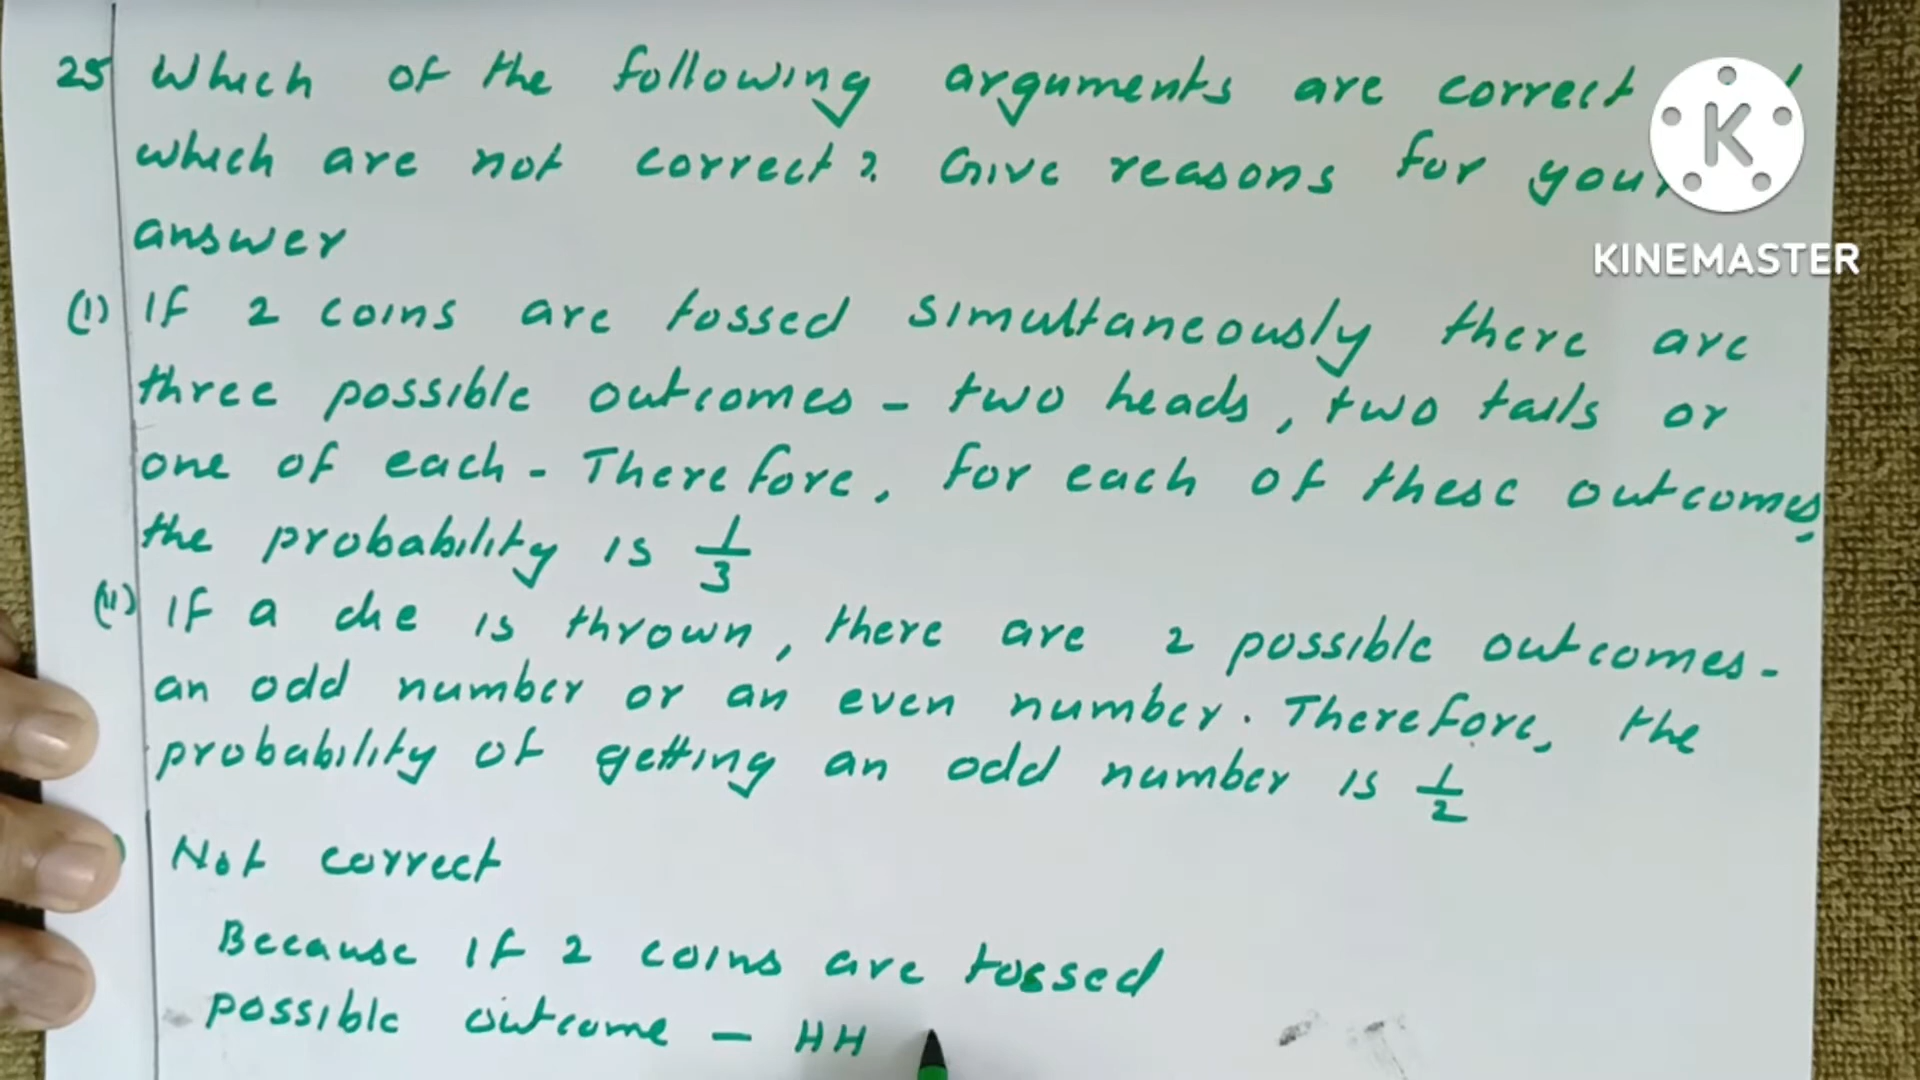 25 Which of the following arguments are correct
which are not correct? Give reasons for your
answer
(i) If 2 coins are tossed simultaneously there are
three possible outcomes - two heads, two tails or
one of each - Therefore, for each of these outcomes,
the probability is 1/3
(ii) If a die is thrown, there are 2 possible outcomes -
an odd number or an even number. Therefore, the
probability of getting an odd number is 1/2
Not correct
Because if 2 coins are tossed
possible outcome - HH
K
KINEMASTER